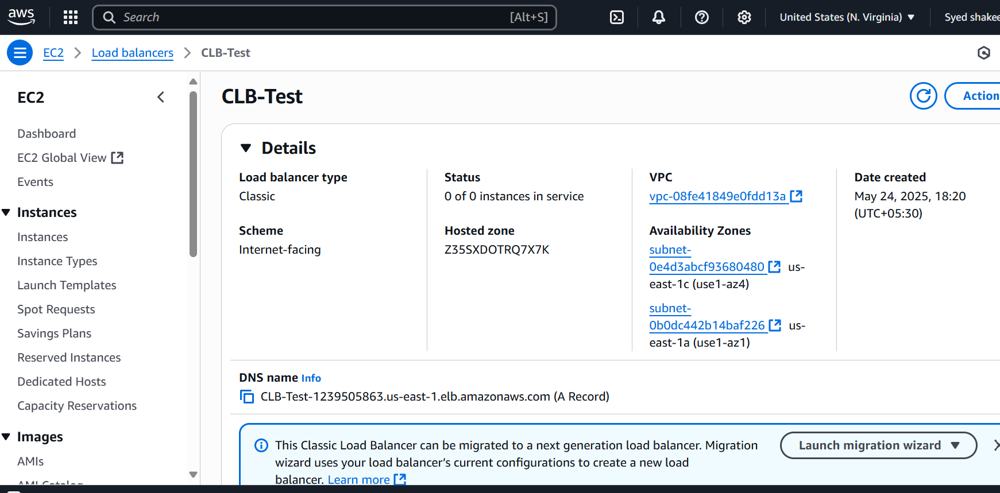 aws
Search
[Alt+S]
United States (N. Virginia)
Syed shakee
EC2
Load balancers
CLB-Test
EC2
Dashboard
EC2 Global View
Events
Instances
Instances
Instance Types
Launch Templates
Spot Requests
Savings Plans
Reserved Instances
Dedicated Hosts
Capacity Reservations
Images
AMIs
AMI Catalog
CLB-Test
Action
Details
Load balancer type
Classic
Scheme
Internet-facing
Status
0 of 0 instances in service
Hosted zone
Z35SXDOTRQ7X7K
VPC
vpc-08fe41849e0fdd13a
Availability Zones
subnet-
0e4d3abcf93680480 us-
east-1c (use1-az4)
subnet-
0b0dc442b14baf226 us-
east-1a (use1-az1)
Date created
May 24, 2025, 18:20
(UTC+05:30)
DNS name Info
CLB-Test-1239505863.us-east-1.elb.amazonaws.com (A Record)
This Classic Load Balancer can be migrated to a next generation load balancer. Migration
wizard uses your load balancer’s current configurations to create a new load
balancer. Learn more
Launch migration wizard